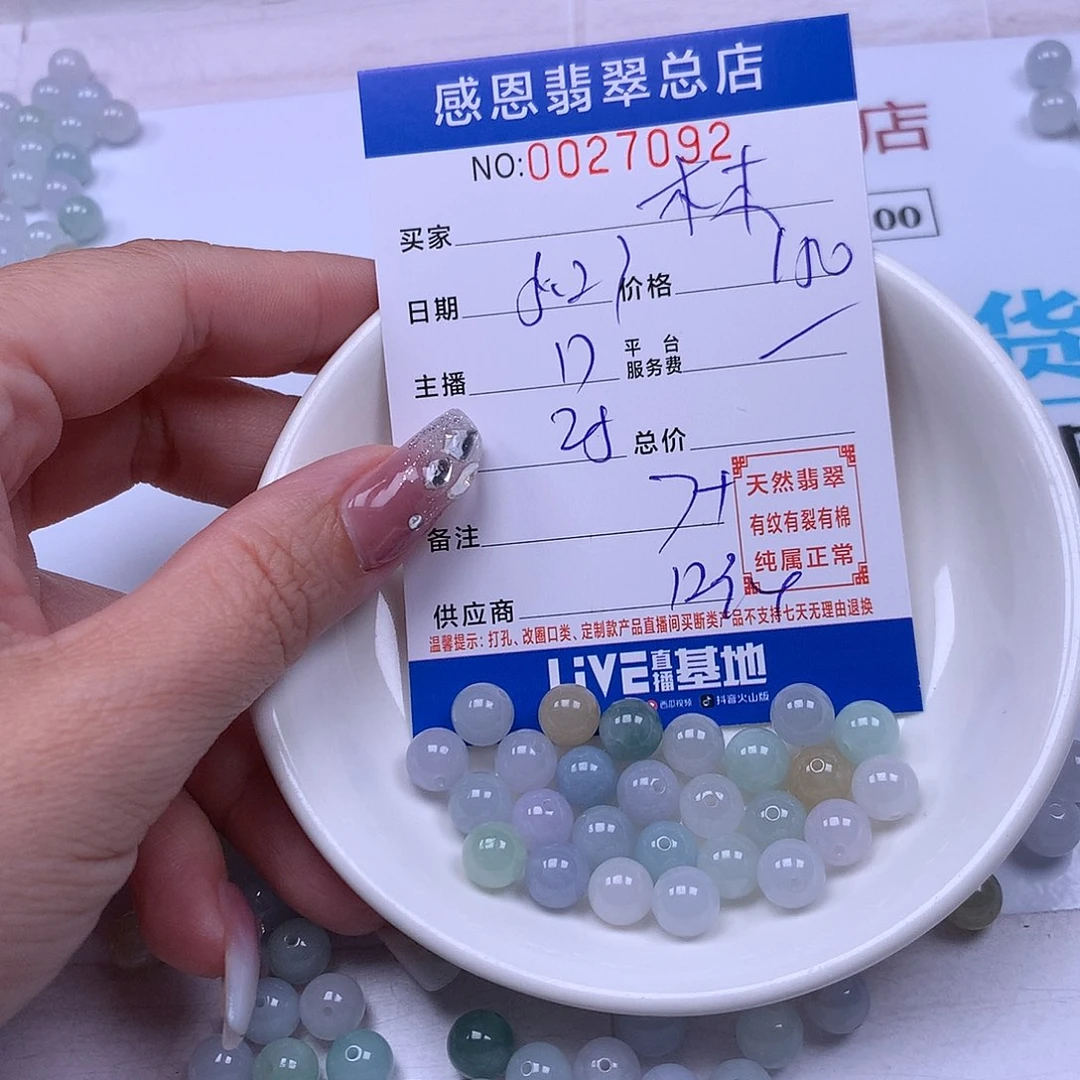 感恩翡翠总店
NO:0027092
店
00
货
买家 林
日期 价格
主播 17 平台服务费
总价
天然翡翠
有纹有裂有棉
纯属正常
备注
供应商
温馨提示：打孔、改圈口类、定制款产品直播间买断类产品不支持七天无理由退换
LiVE直播基地
西瓜视频 抖音火山版